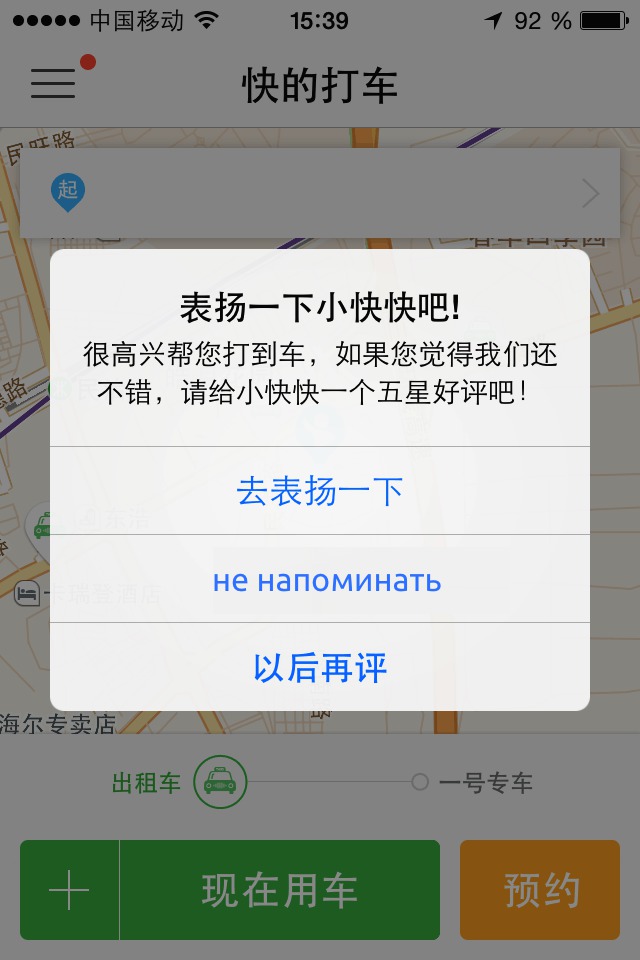 中国移动 15:39 92 %
快的打车
民旺路
起
表扬一下小快快吧!
很高兴帮您打到车，如果您觉得我们还
不错，请给小快快一个五星好评吧！
去表扬一下
не напоминать
以后再评
海尔专卖店
出租车 一号专车
现在用车 预约